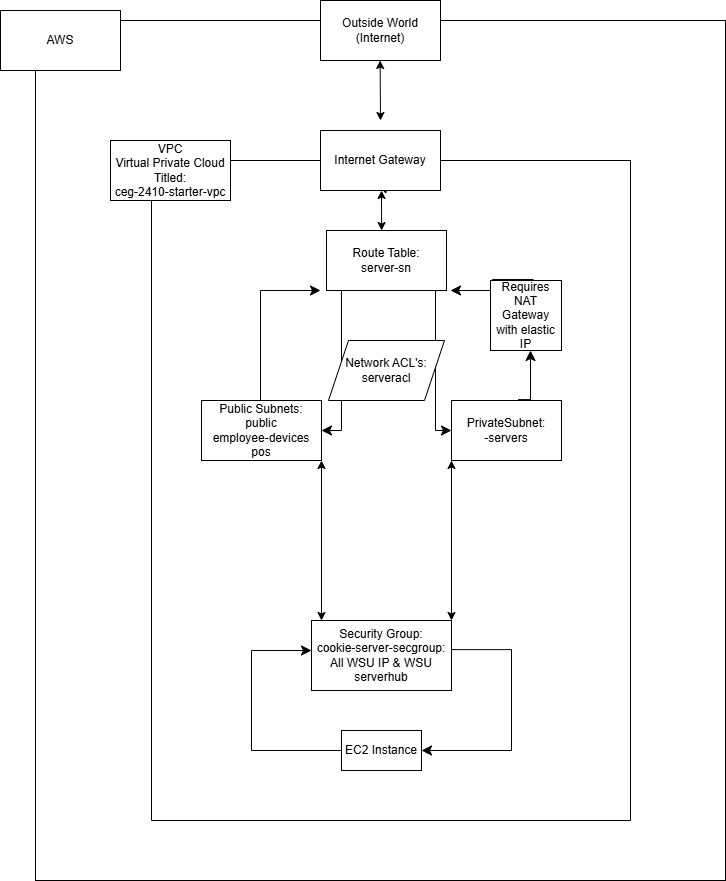 Outside World
(Internet)
AWS
VPC
Virtual Private Cloud
Titled:
ceg-2410-starter-vpc
Internet Gateway
Route Table:
server-sn
Requires
NAT
Gateway
with elastic
IP
Network ACL's:
serveracl
Public Subnets:
public
employee-devices
pos
PrivateSubnet:
-servers
Security Group:
cookie-server-secgroup:
All WSU IP & WSU
serverhub
EC2 Instance